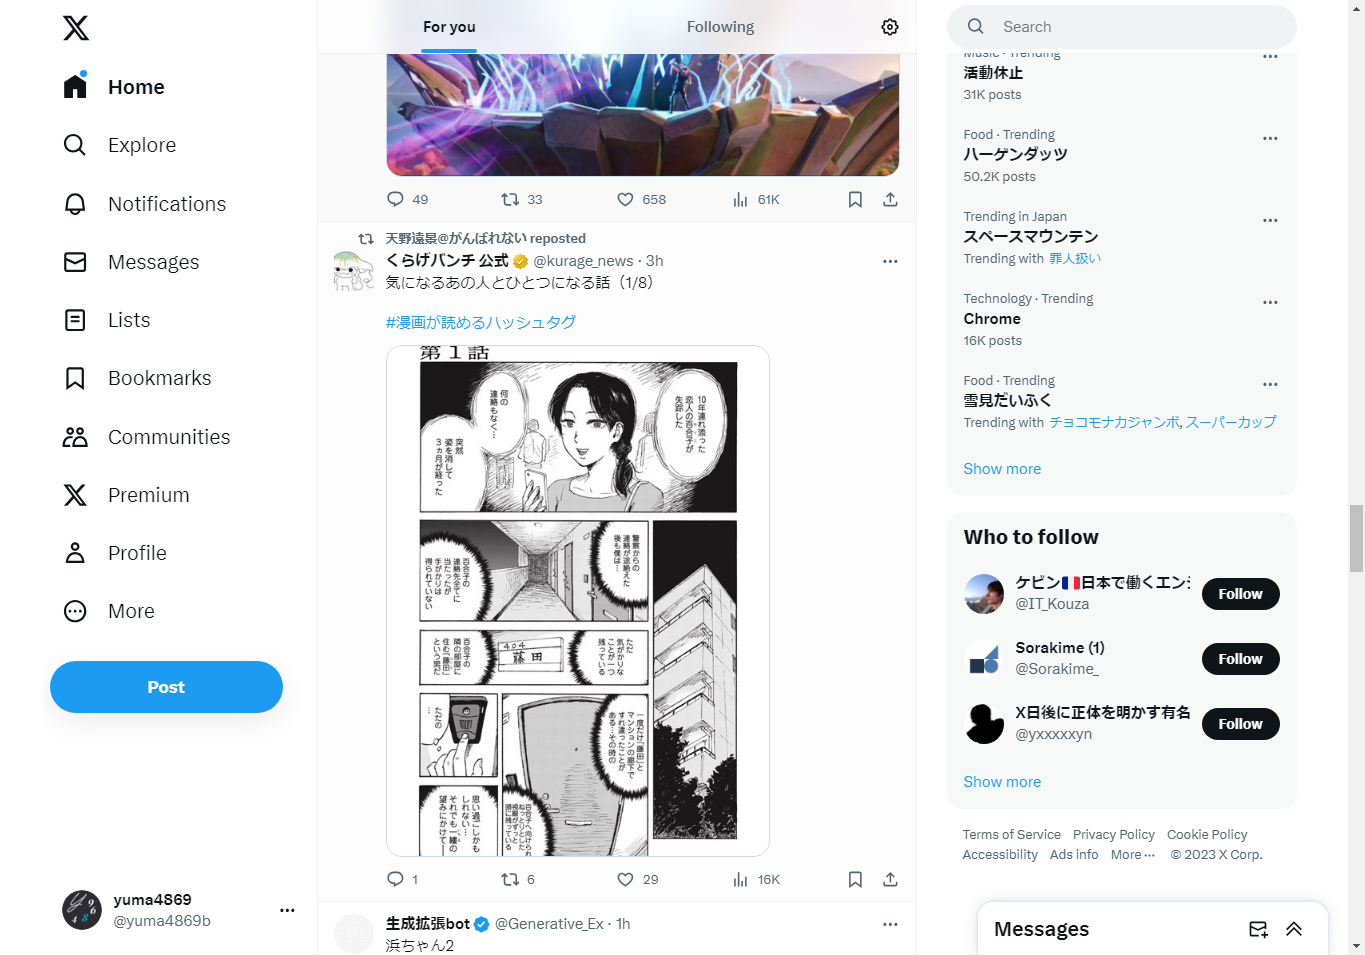 For you
Following
Search
Home
Explore
Notifications
Messages
Lists
Bookmarks
Communities
Premium
Profile
More
Post
yuma4869
@yuma4869b
49
33
658
61K
天野遠景@がんばれない reposted
くらげバンチ 公式 @kurage_news · 3h
気になるあの人とひとつになる話（1/8）
#漫画が読めるハッシュタグ
第１話
10年連れ添った
恋人の百合子が
失踪した
何の
連絡もなく…
突然
姿を消して
３ヵ月が経った
警察からの
連絡が途絶えた
後も僕は…
百合子の
連絡先全てに
当たったが
手がかりは
得られていない
ただ
気がかりな
ことが一つ
残っている
404
藤田
百合子の
隣の部屋に
住む「藤田」
という男だ
一度だけ「藤田」と
マンションの廊下で
すれ違ったことが
ある…その時の
百合子へ向けられた
ねっとりとした
視線がずっと
頭に残っている
ただの
…
思い過ごしかも
しれない…
それでも一縷の
望みにかけて──
1
6
29
16K
生成拡張bot @Generative_Ex · 1h
浜ちゃん2
Music · Trending
活動休止
31K posts
Food · Trending
ハーゲンダッツ
50.2K posts
Trending in Japan
スペースマウンテン
Trending with 罪人扱い
Technology · Trending
Chrome
16K posts
Food · Trending
雪見だいふく
Trending with チョコモナカジャンボ, スーパーカップ
Show more
Who to follow
ケビン🇫🇷日本で働くエンジ
@IT_Kouza
Follow
Sorakime (1)
@Sorakime_
Follow
X日後に正体を明かす有名
@yxxxxxyn
Follow
Show more
Terms of Service Privacy Policy Cookie Policy
Accessibility Ads info More ··· © 2023 X Corp.
Messages